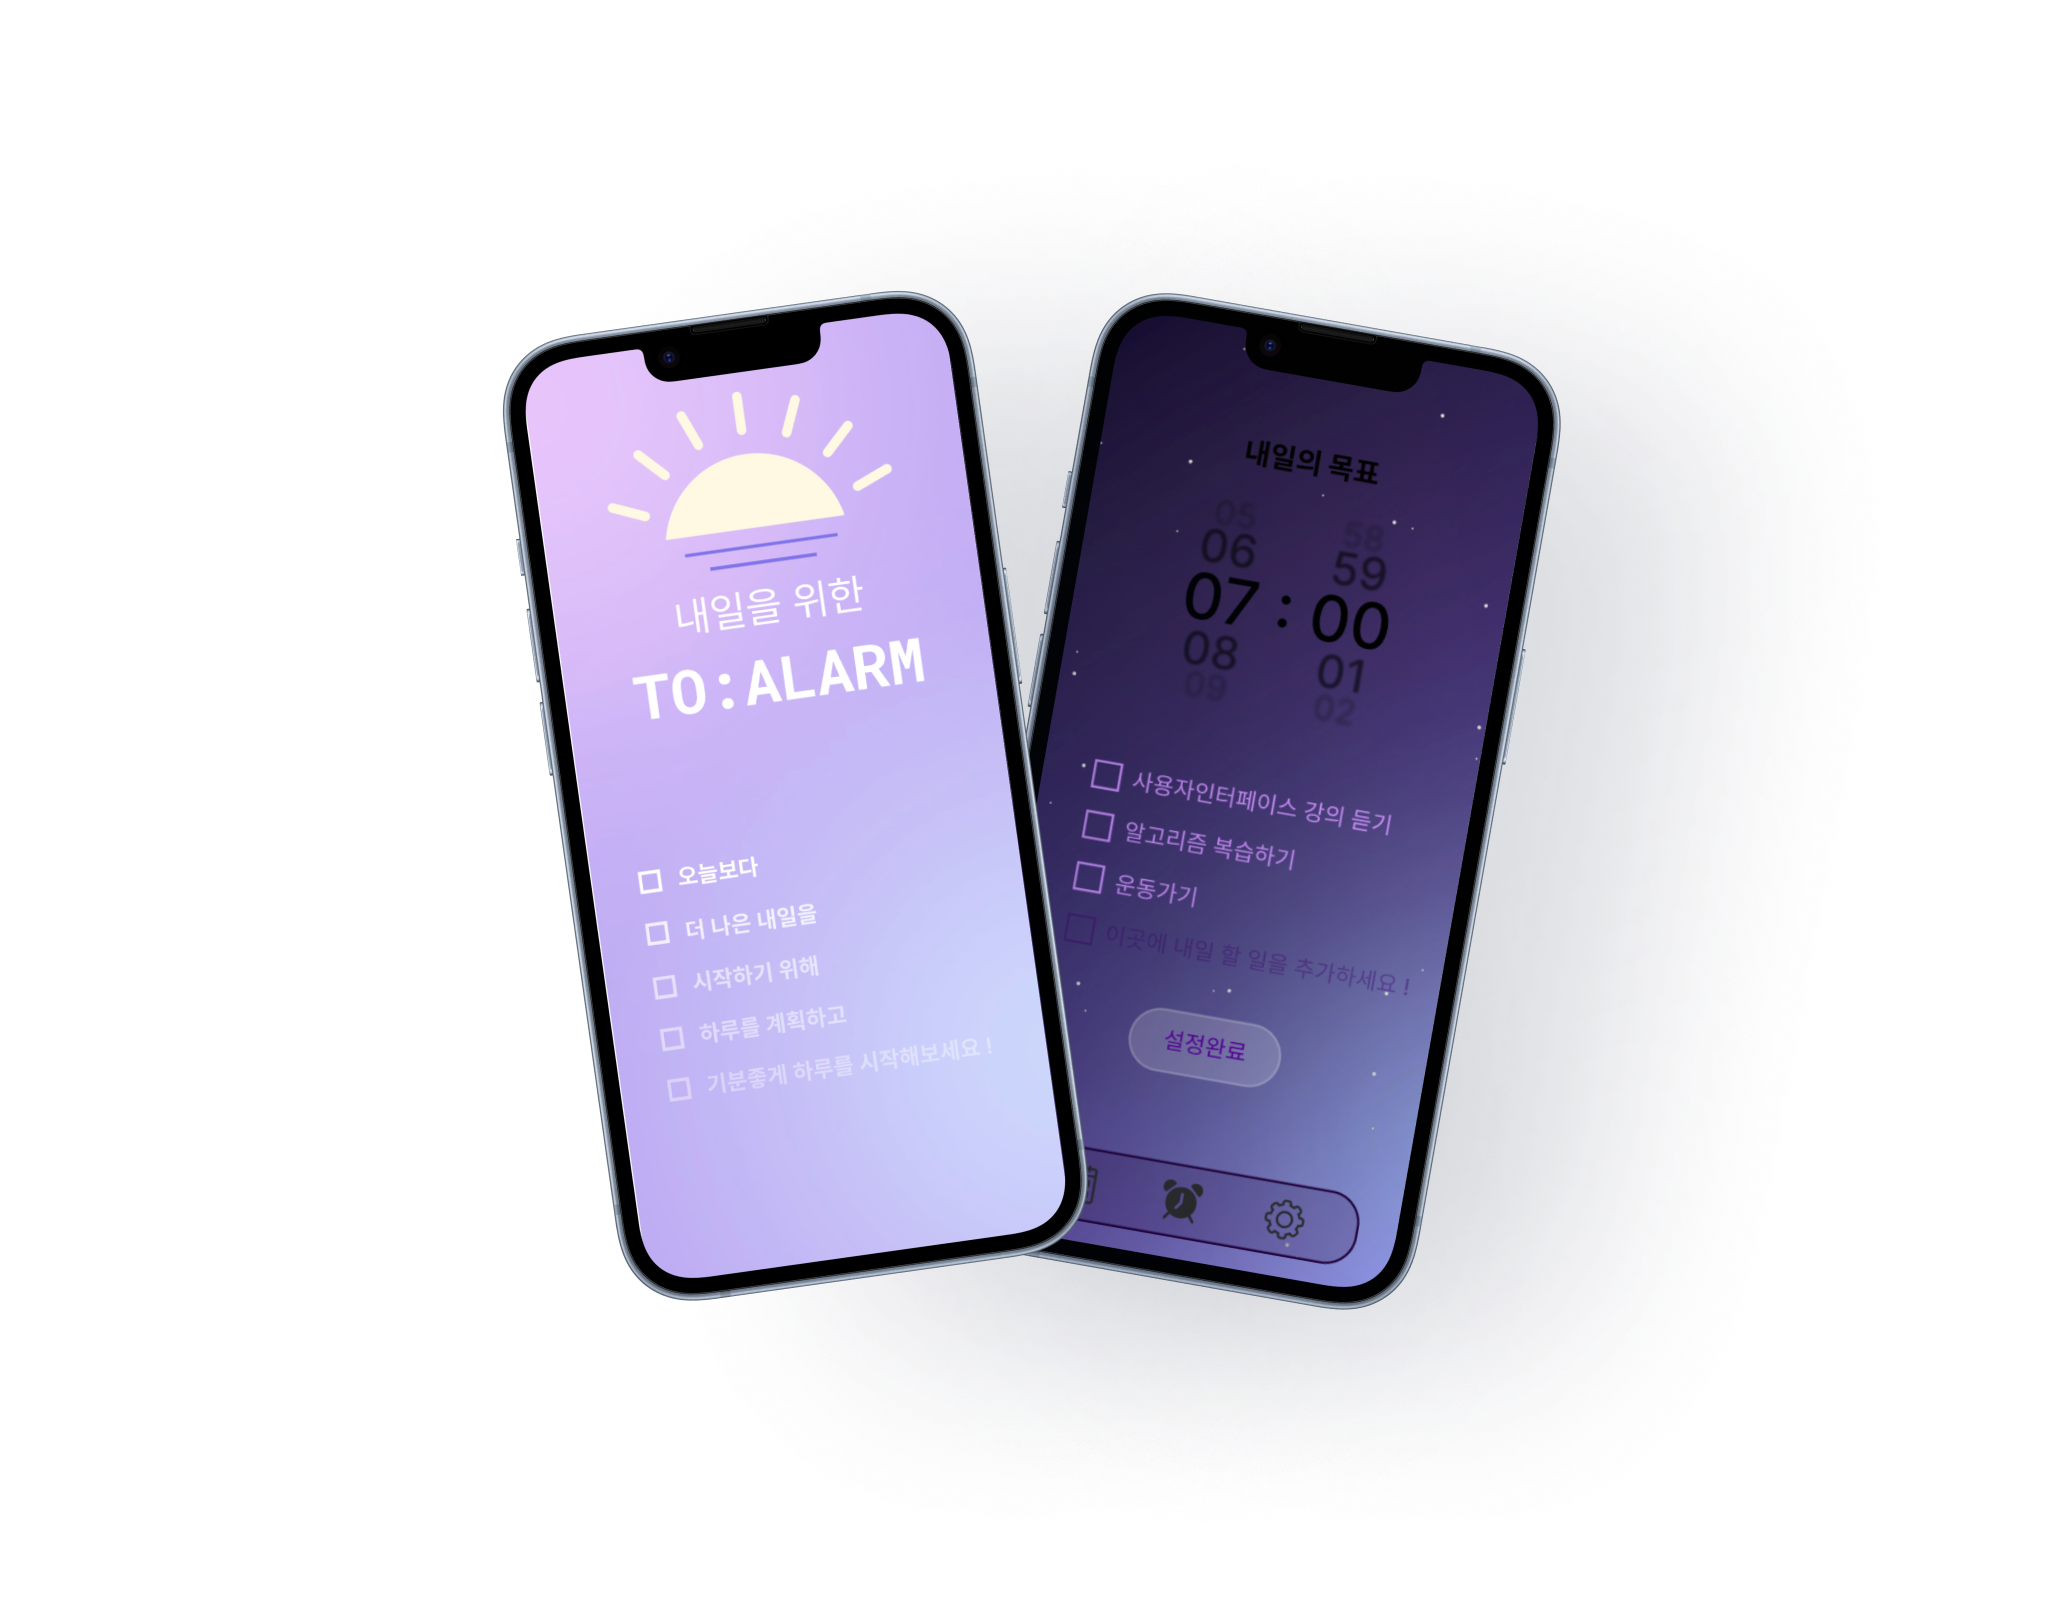 내일을 위한
TO:ALARM
오늘보다
더 나은 내일을
시작하기 위해
하루를 계획하고
기분좋게 하루를 시작해보세요 !
내일의 목표
05 58
06 59
07 : 00
08 01
09 02
사용자인터페이스 강의 듣기
알고리즘 복습하기
운동가기
이곳에 내일 할 일을 추가하세요 !
설정완료